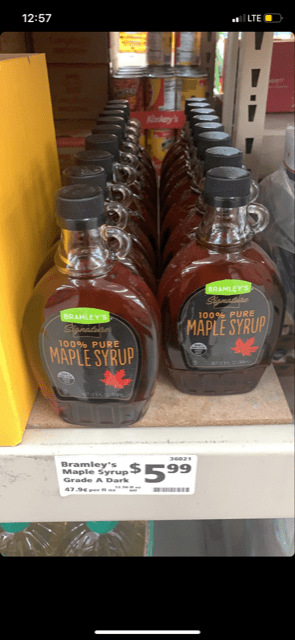 12:57
LTE
BRAMLEY'S
Signature
100% PURE
MAPLE SYRUP
BRAMLEY'S
Signature
100% PURE
MAPLE SYRUP
36021
Bramley's
Maple Syrup
Grade A Dark
$5.99
47.9¢ per fl oz